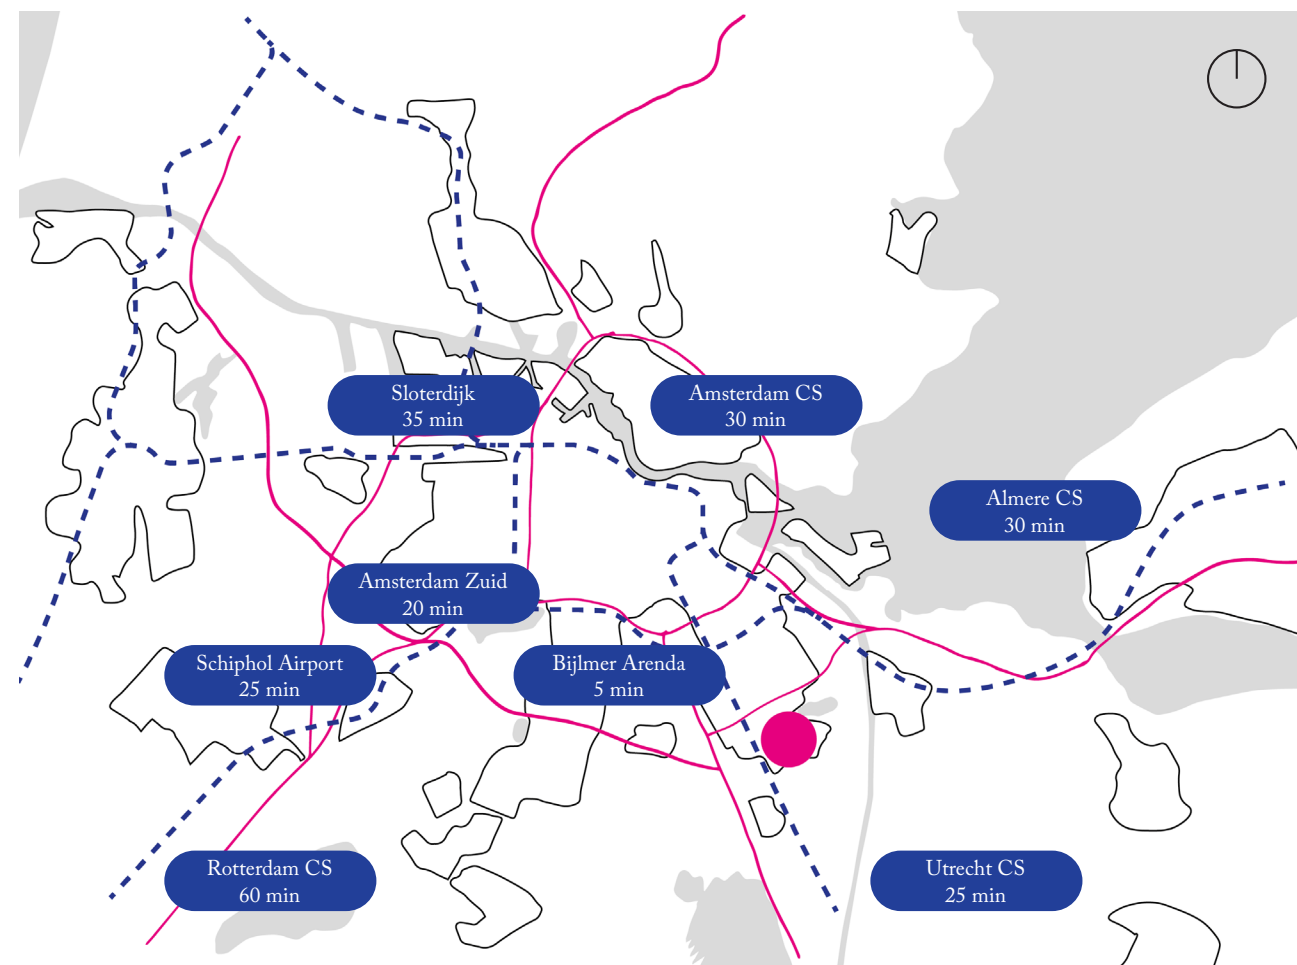 Sloterdijk
35 min
Amsterdam CS
30 min
Almere CS
30 min
Amsterdam Zuid
20 min
Schiphol Airport
25 min
Bijlmer Arenda
5 min
Rotterdam CS
60 min
Utrecht CS
25 min